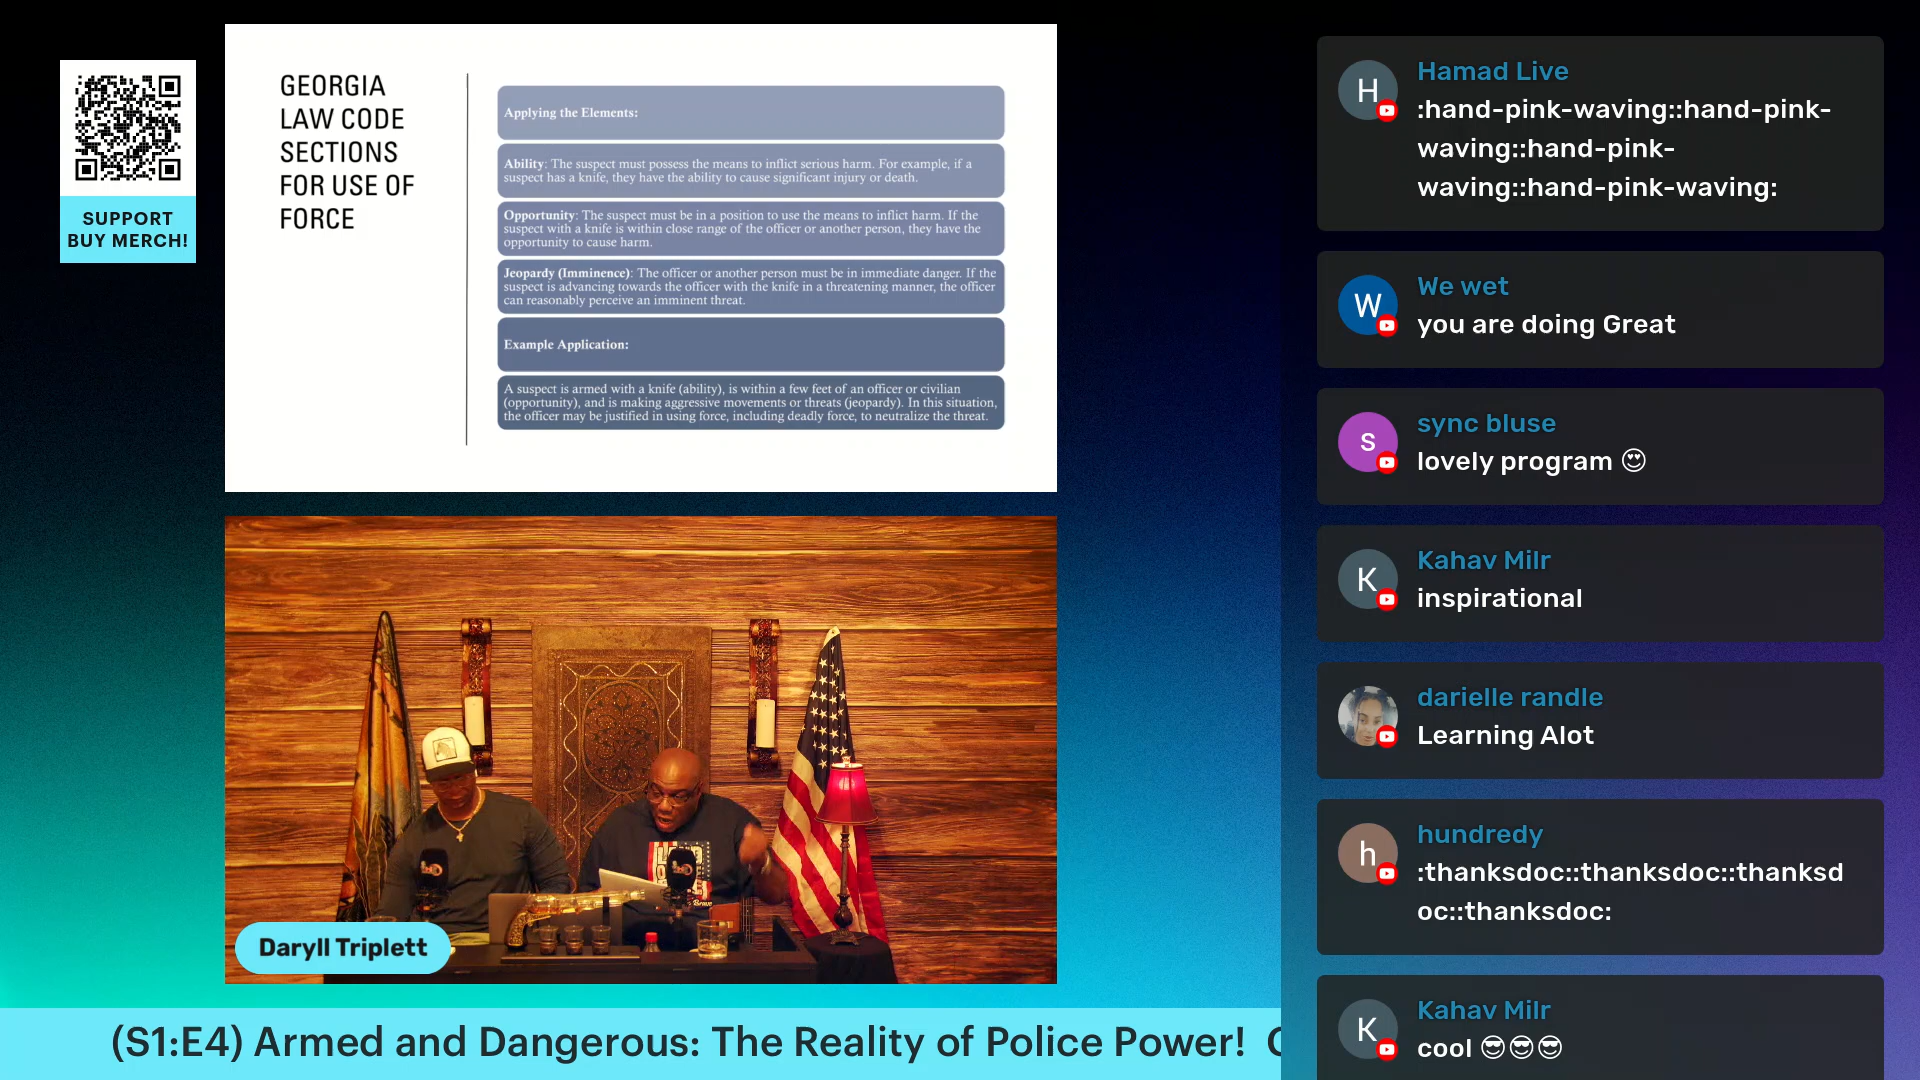 SUPPORT
BUY MERCH!
GEORGIA
LAW CODE
SECTIONS
FOR USE OF
FORCE
Applying the Elements:
Ability: The suspect must possess the means to inflict serious harm. For example, if a
suspect has a knife, they have the ability to cause significant injury or death.
Opportunity: The suspect must be in a position to use the means to inflict harm. If the
suspect with a knife is within close range of the officer or another person, they have the
opportunity to cause harm.
Jeopardy (Imminence): The officer or another person must be in immediate danger. If the
suspect is advancing towards the officer with the knife in a threatening manner, the officer
can reasonably perceive an imminent threat.
Example Application:
A suspect is armed with a knife (ability), is within a few feet of an officer or civilian
(opportunity), and is making aggressive movements or threats (jeopardy). In this situation,
the officer may be justified in using force, including deadly force, to neutralize the threat.
Daryll Triplett
(S1:E4) Armed and Dangerous: The Reality of Police Power!
H
Hamad Live
:hand-pink-waving::hand-pink-
waving::hand-pink-
waving::hand-pink-waving:
W
We wet
you are doing Great
s
sync bluse
lovely program 😍
K
Kahav Milr
inspirational
darielle randle
Learning Alot
h
hundredy
:thanksdoc::thanksdoc::thanksd
oc::thanksdoc:
K
Kahav Milr
cool 😎😎😎